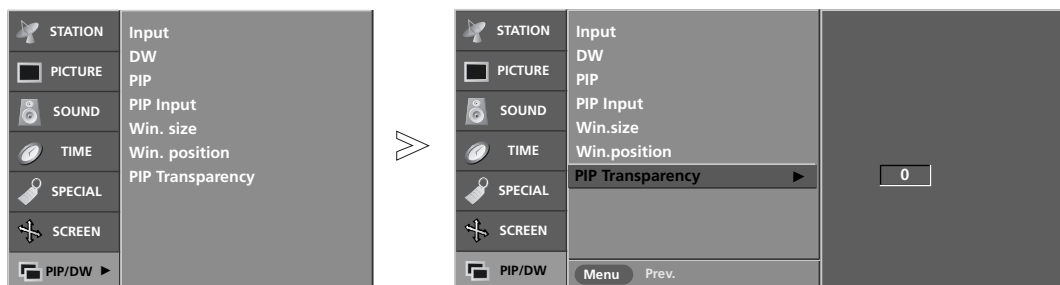 STATION
PICTURE
SOUND
TIME
SPECIAL
SCREEN
PIP/DW ►
Input
DW
PIP
PIP Input
Win. size
Win. position
PIP Transparency
STATION
PICTURE
SOUND
TIME
SPECIAL
SCREEN
PIP/DW
Input
DW
PIP
PIP Input
Win.size
Win.position
PIP Transparency ►
Menu Prev.
0